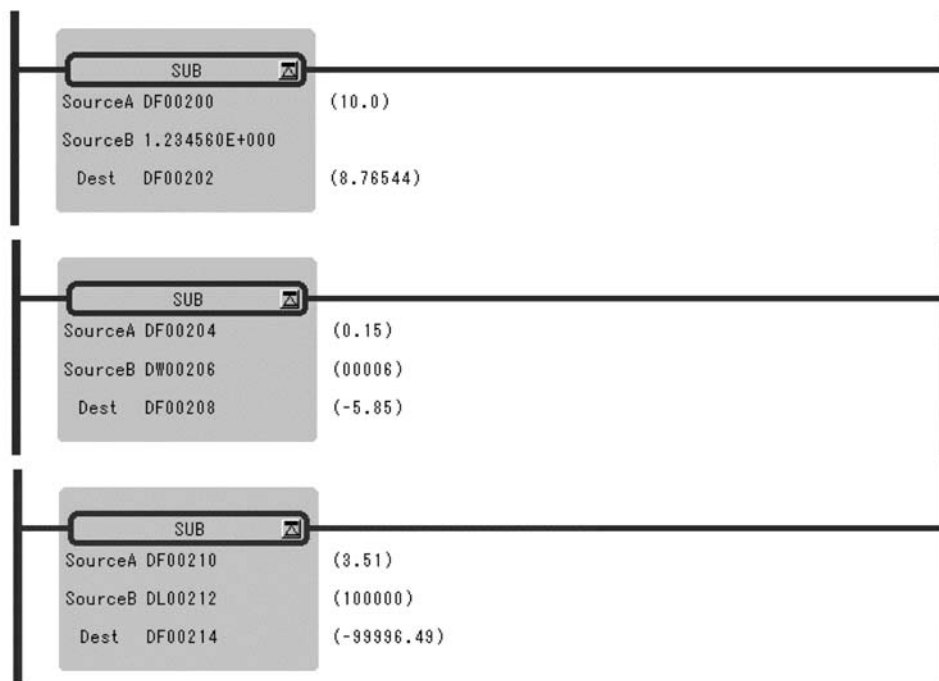 SUB
SourceA DF00200 (10.0)
SourceB 1.234560E+000
Dest DF00202 (8.76544)
SUB
SourceA DF00204 (0.15)
SourceB DW00206 (00006)
Dest DF00208 (-5.85)
SUB
SourceA DF00210 (3.51)
SourceB DL00212 (100000)
Dest DF00214 (-99996.49)